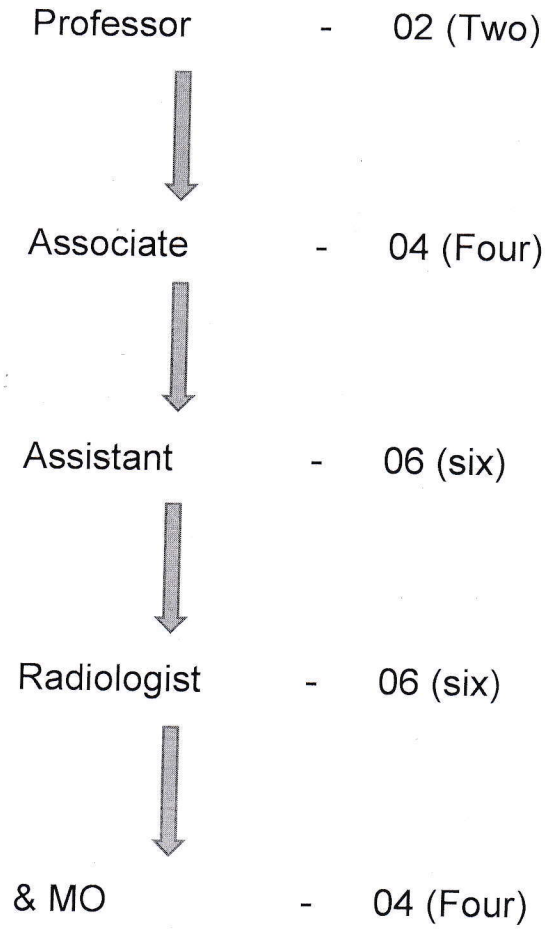 Professor - 02 (Two)
Associate - 04 (Four)
Assistant - 06 (six)
Radiologist - 06 (six)
& MO - 04 (Four)